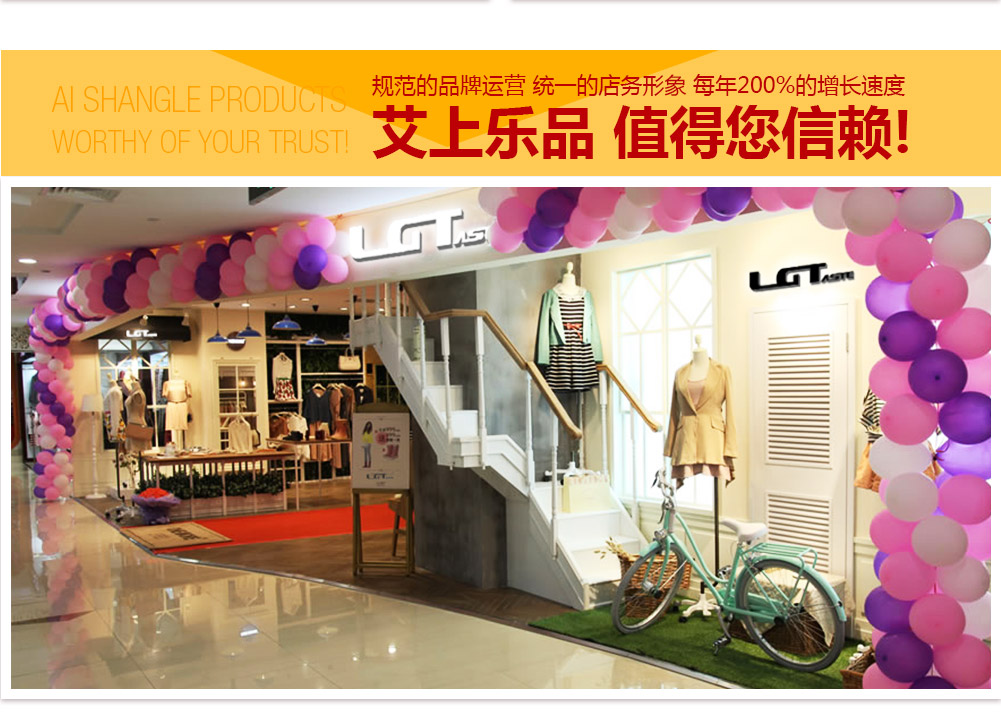 AI SHANGLE PRODUCTS
WORTHY OF YOUR TRUST!
规范的品牌运营 统一的店务形象 每年200%的增长速度
艾上乐品 值得您信赖!
LGTAS
LGTASTE
LGT
LGT